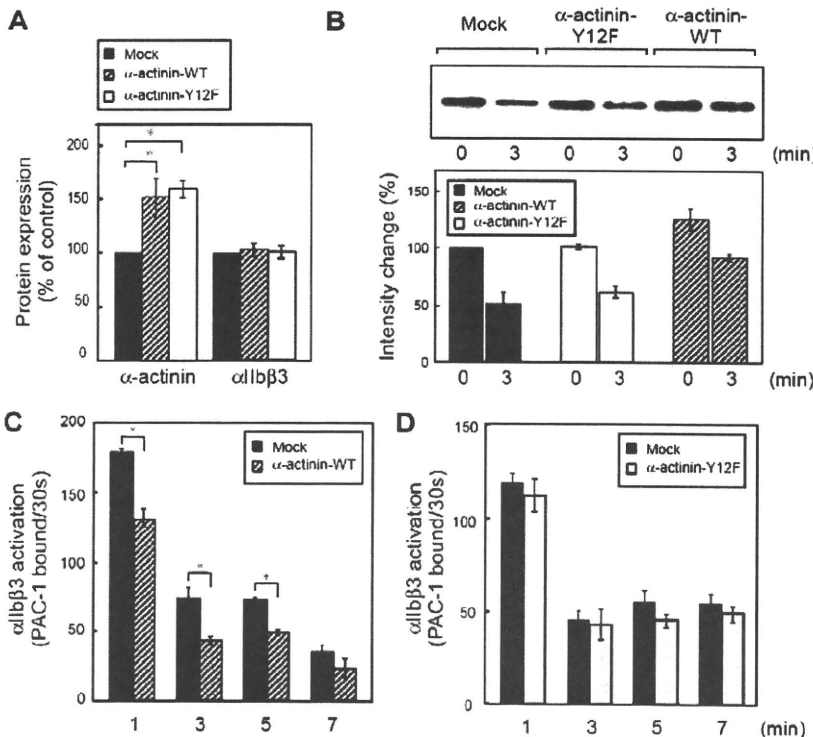 A
Mock
α-actinin-WT
α-actinin-Y12F
Protein expression
(% of control)
200
150
100
50
0
*
*
α-actinin
αIIbβ3
B
Mock
α-actinin-
Y12F
α-actinin-
WT
0 3 0 3 0 3 (min)
Intensity change (%)
150
100
50
0
Mock
α-actinin-WT
α-actinin-Y12F
0 3 0 3 0 3 (min)
C
αIIbβ3 activation
(PAC-1 bound/30s)
200
150
100
50
0
Mock
α-actinin-WT
*
*
*
1 3 5 7
D
αIIbβ3 activation
(PAC-1 bound/30s)
150
100
50
0
Mock
α-actinin-Y12F
1 3 5 7 (min)